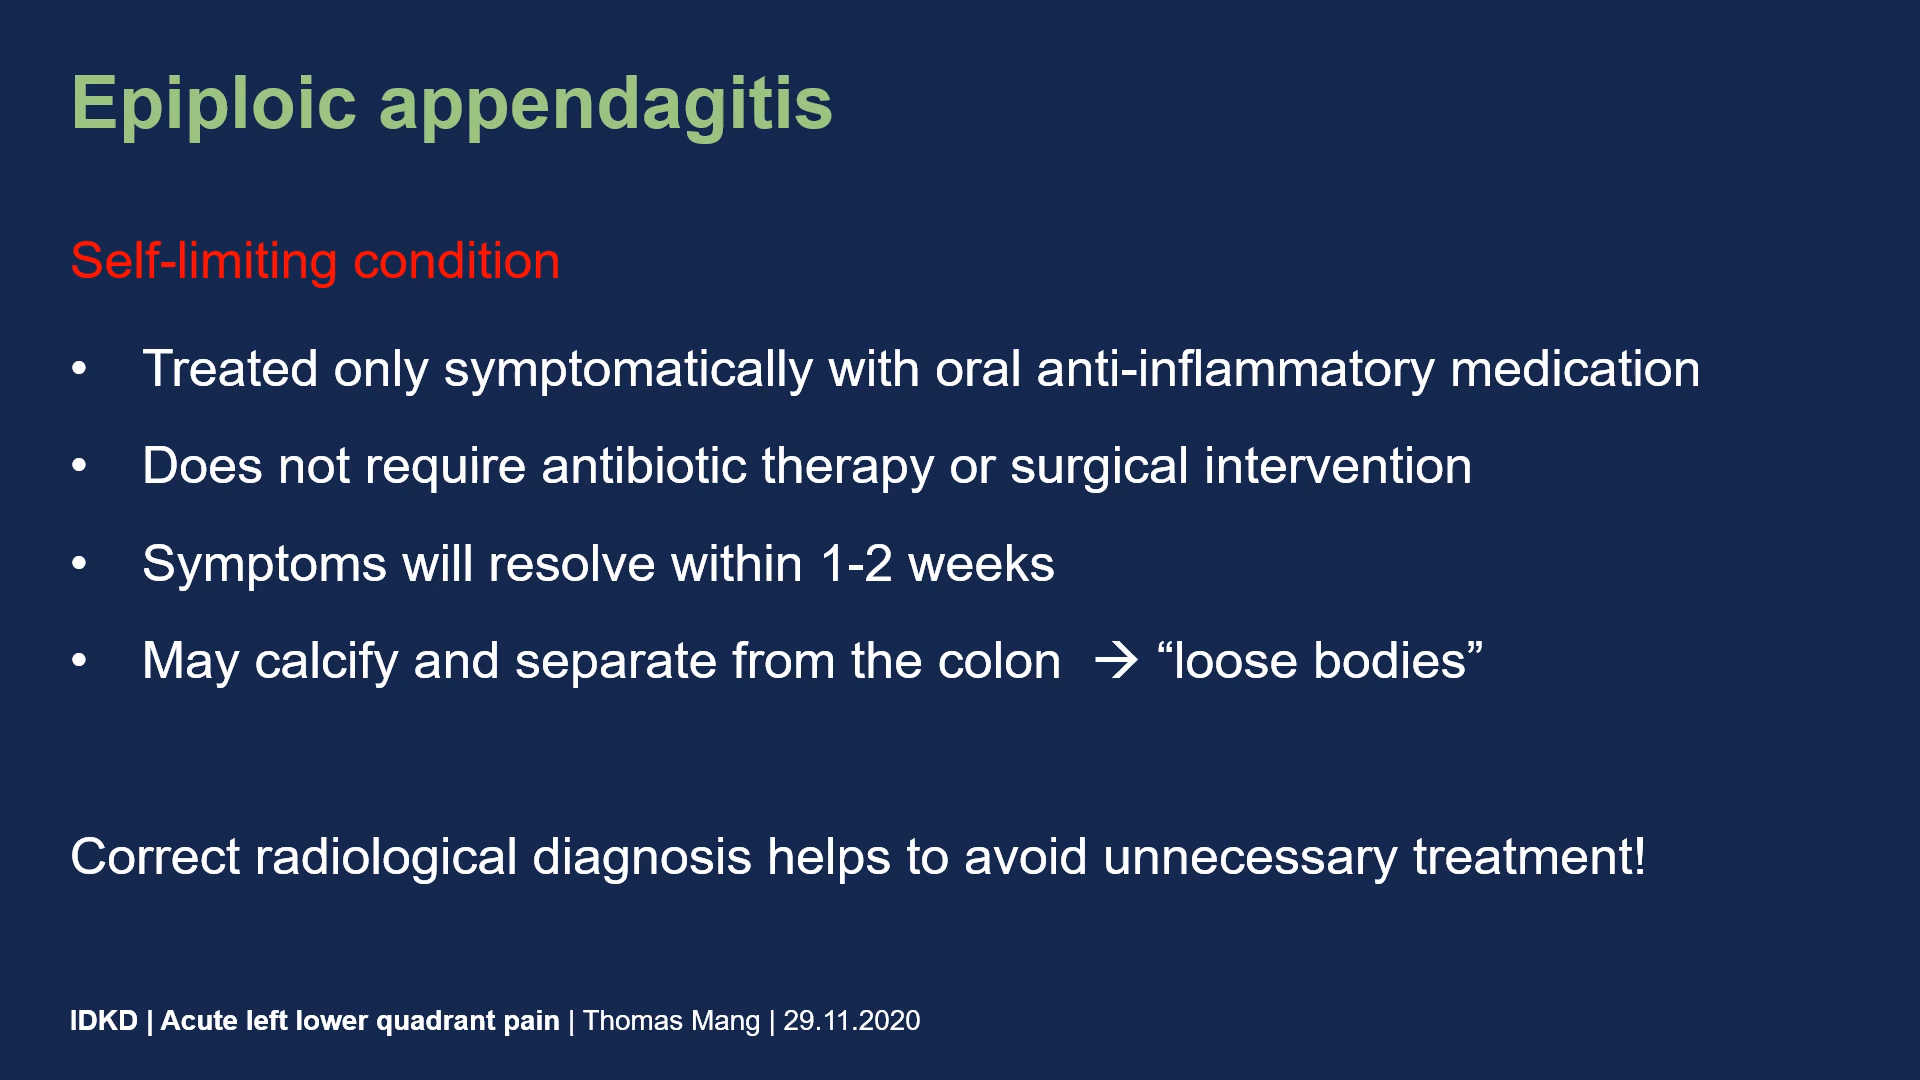 Epiploic appendagitis
Self-limiting condition
• Treated only symptomatically with oral anti-inflammatory medication
• Does not require antibiotic therapy or surgical intervention
• Symptoms will resolve within 1-2 weeks
• May calcify and separate from the colon → “loose bodies”
Correct radiological diagnosis helps to avoid unnecessary treatment!
IDKD | Acute left lower quadrant pain | Thomas Mang | 29.11.2020